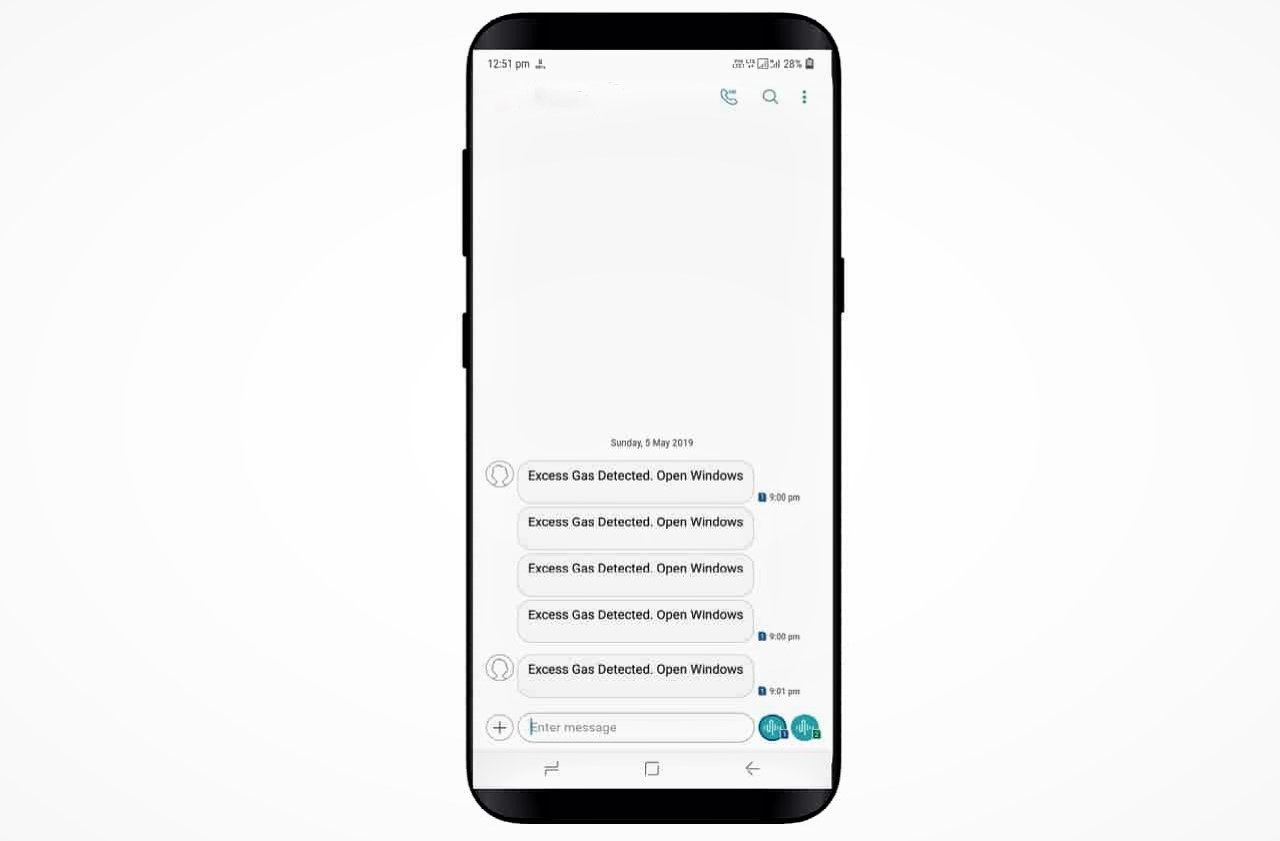 12:51 pm
28%
Sunday, 5 May 2019
Excess Gas Detected. Open Windows
1 9:00 pm
Excess Gas Detected. Open Windows
Excess Gas Detected. Open Windows
Excess Gas Detected. Open Windows
1 9:00 pm
Excess Gas Detected. Open Windows
1 9:01 pm
Enter message
1
2